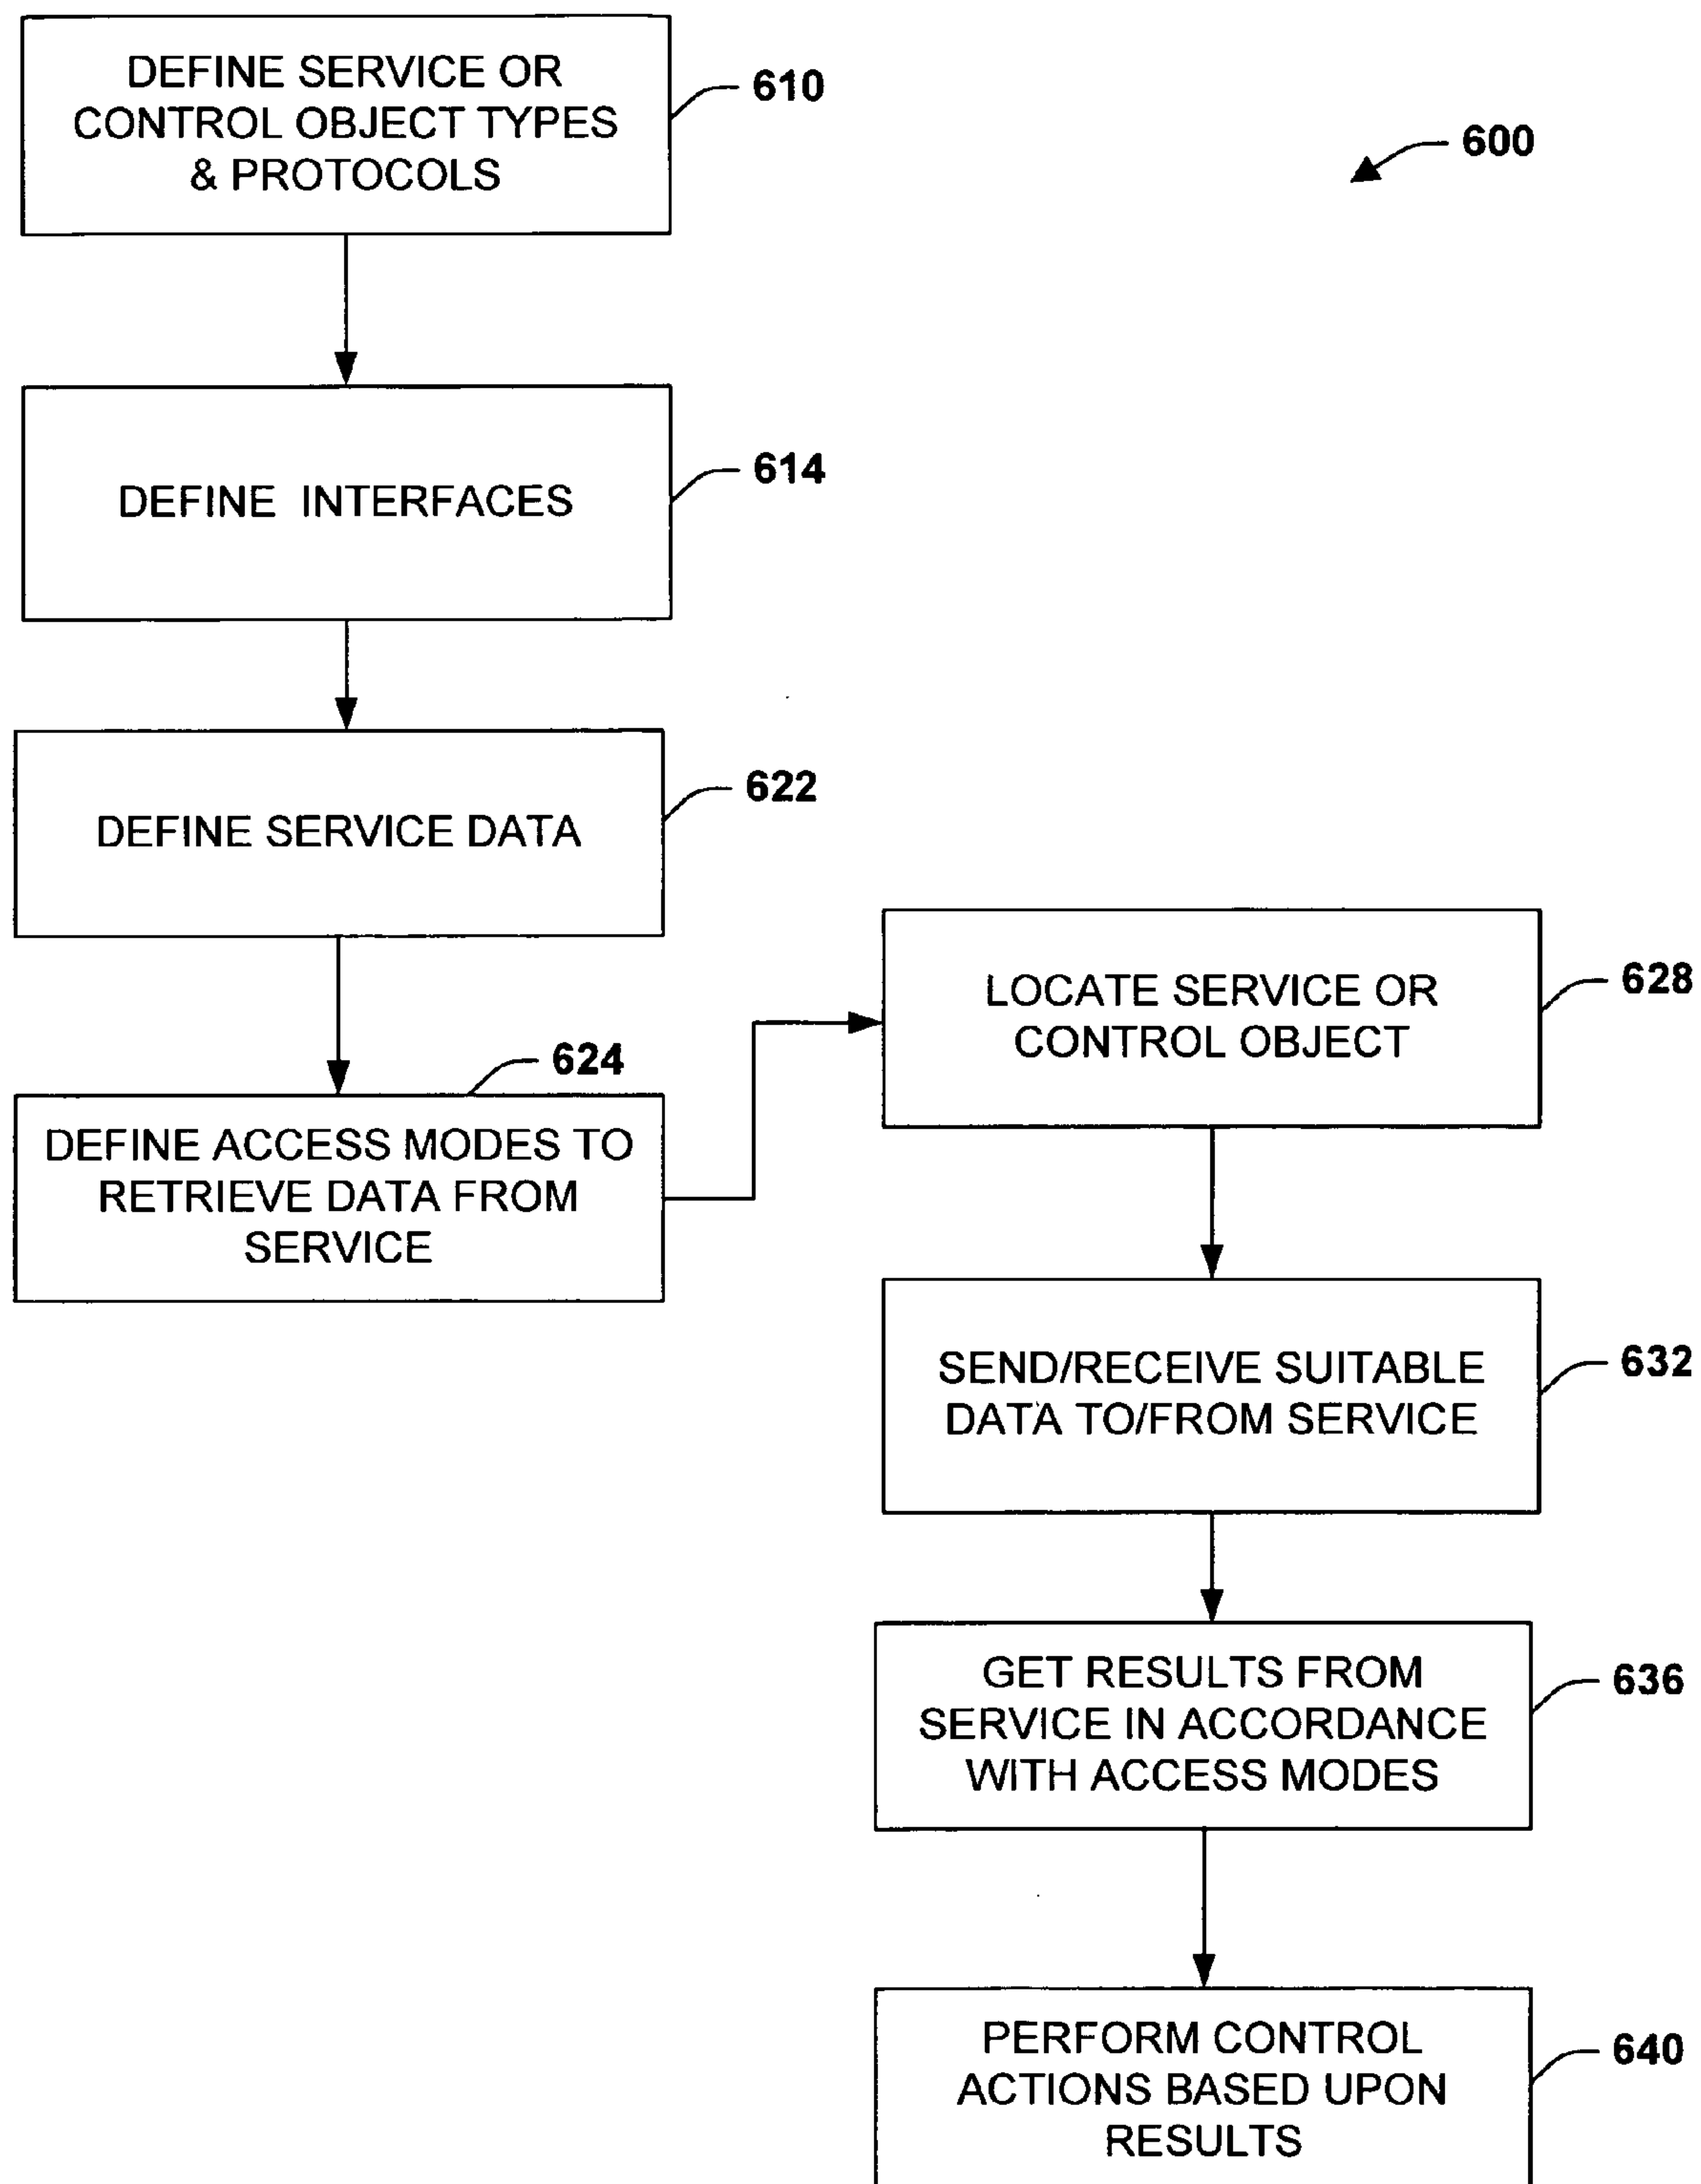 DEFINE SERVICE OR
CONTROL OBJECT TYPES
& PROTOCOLS
610
600
DEFINE INTERFACES
614
DEFINE SERVICE DATA
622
624
DEFINE ACCESS MODES TO
RETRIEVE DATA FROM
SERVICE
LOCATE SERVICE OR
CONTROL OBJECT
628
SEND/RECEIVE SUITABLE
DATA TO/FROM SERVICE
632
GET RESULTS FROM
SERVICE IN ACCORDANCE
WITH ACCESS MODES
636
PERFORM CONTROL
ACTIONS BASED UPON
RESULTS
640